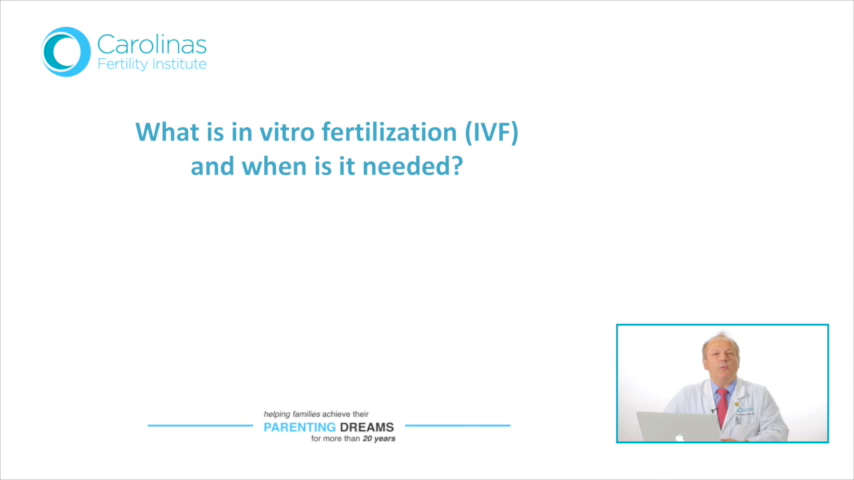 Carolinas
Fertility Institute
What is in vitro fertilization (IVF)
and when is it needed?
helping families achieve their
PARENTING DREAMS
for more than 20 years